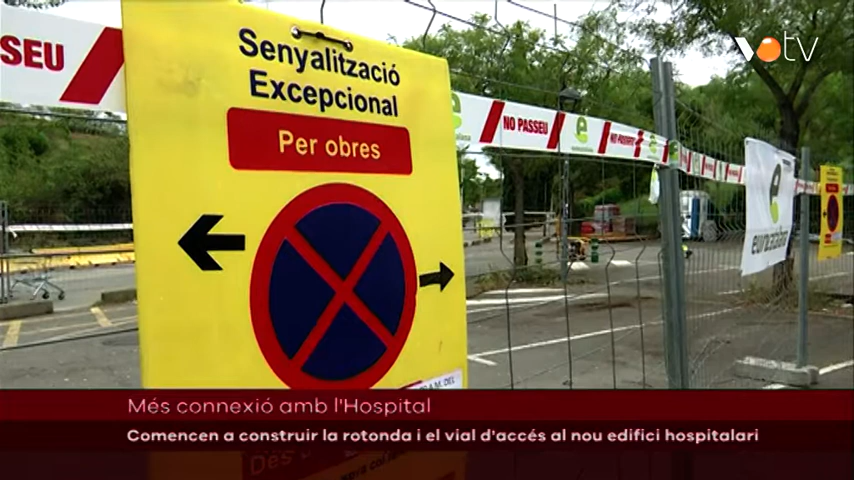 votv
SEU
Senyalització
Excepcional
Per obres
NO PASSEU
NO PASSEU
Més connexió amb l'Hospital
Comencen a construir la rotonda i el vial d'accés al nou edifici hospitalari